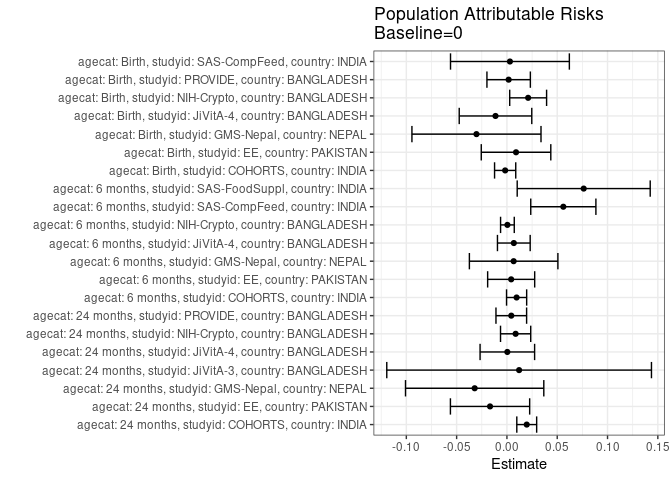 Population Attributable Risks
Baseline=0
agecat: Birth, studyid: SAS-CompFeed, country: INDIA
agecat: Birth, studyid: PROVIDE, country: BANGLADESH
agecat: Birth, studyid: NIH-Crypto, country: BANGLADESH
agecat: Birth, studyid: JiVitA-4, country: BANGLADESH
agecat: Birth, studyid: GMS-Nepal, country: NEPAL
agecat: Birth, studyid: EE, country: PAKISTAN
agecat: Birth, studyid: COHORTS, country: INDIA
agecat: 6 months, studyid: SAS-FoodSuppl, country: INDIA
agecat: 6 months, studyid: SAS-CompFeed, country: INDIA
agecat: 6 months, studyid: NIH-Crypto, country: BANGLADESH
agecat: 6 months, studyid: JiVitA-4, country: BANGLADESH
agecat: 6 months, studyid: GMS-Nepal, country: NEPAL
agecat: 6 months, studyid: EE, country: PAKISTAN
agecat: 6 months, studyid: COHORTS, country: INDIA
agecat: 24 months, studyid: PROVIDE, country: BANGLADESH
agecat: 24 months, studyid: NIH-Crypto, country: BANGLADESH
agecat: 24 months, studyid: JiVitA-4, country: BANGLADESH
agecat: 24 months, studyid: JiVitA-3, country: BANGLADESH
agecat: 24 months, studyid: GMS-Nepal, country: NEPAL
agecat: 24 months, studyid: EE, country: PAKISTAN
agecat: 24 months, studyid: COHORTS, country: INDIA
-0.10 -0.05 0.00 0.05 0.10 0.15
Estimate